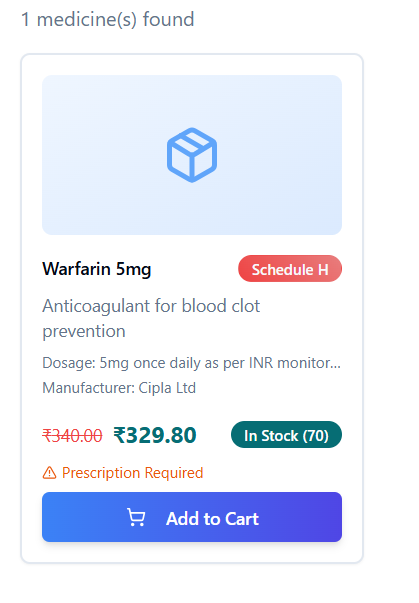 1 medicine(s) found
Warfarin 5mg
Schedule H
Anticoagulant for blood clot
prevention
Dosage: 5mg once daily as per INR monitor...
Manufacturer: Cipla Ltd
₹340.00 ₹329.80
In Stock (70)
Prescription Required
Add to Cart